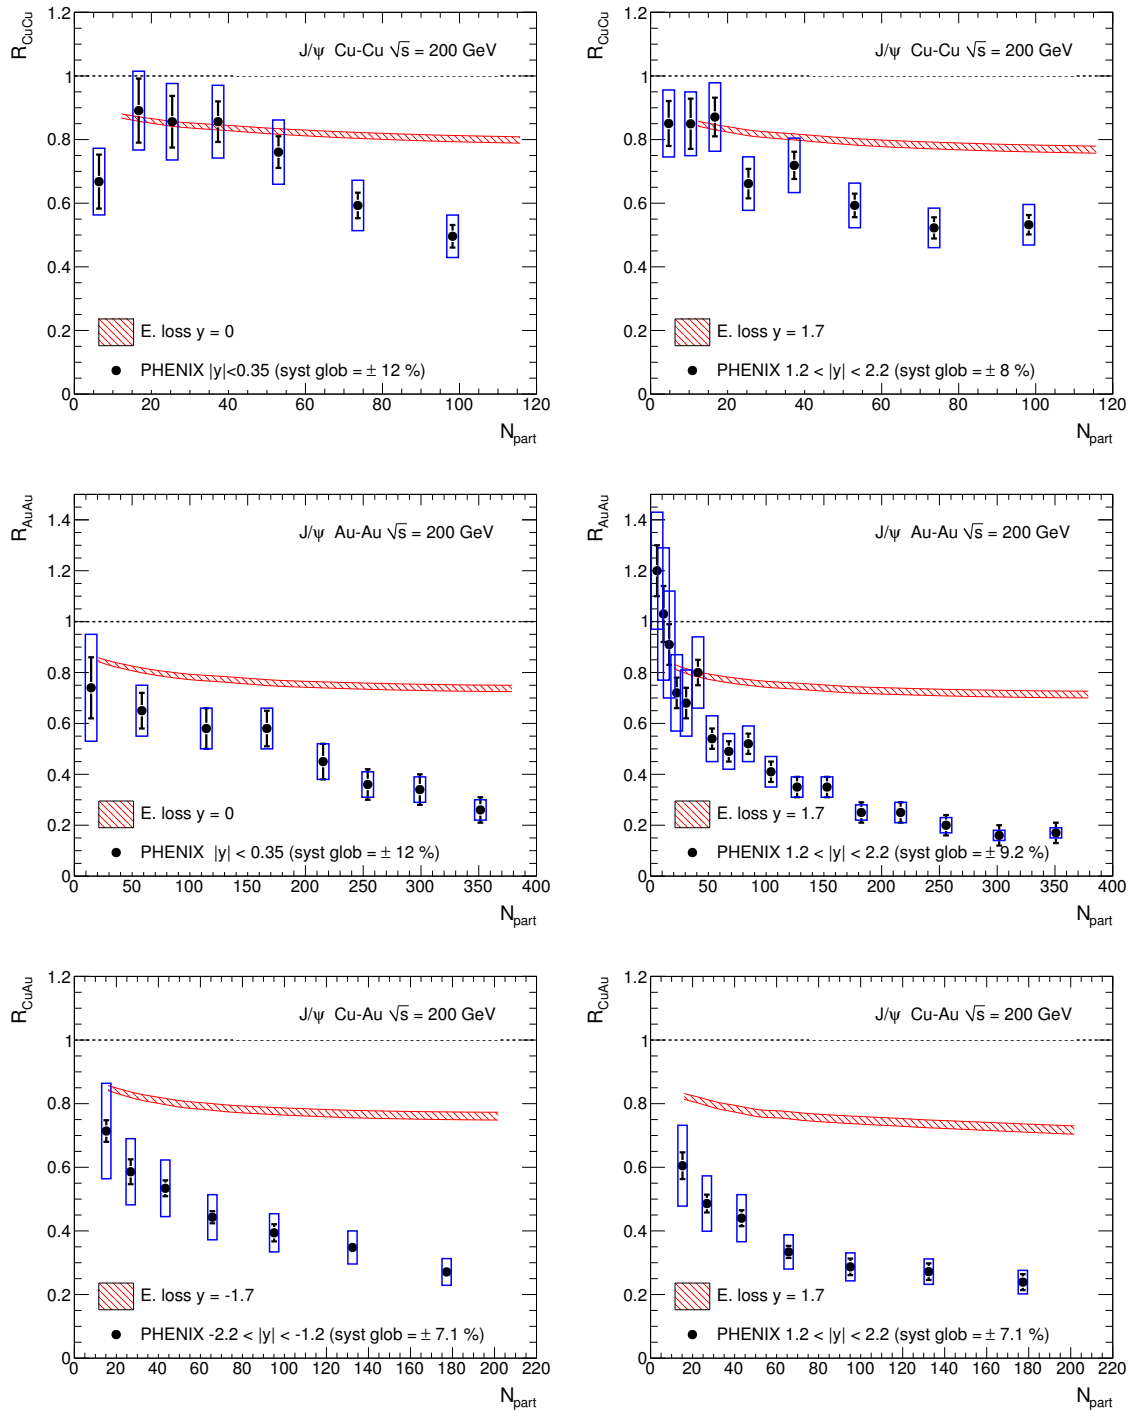 R_CuCu
1.2
1
0.8
0.6
0.4
0.2
0
J/ψ Cu-Cu √s = 200 GeV
E. loss y = 0
PHENIX |y|<0.35 (syst glob = ± 12 %)
0 20 40 60 80 100 120
N_part
R_CuCu
1.2
1
0.8
0.6
0.4
0.2
0
J/ψ Cu-Cu √s = 200 GeV
E. loss y = 1.7
PHENIX 1.2 < |y| < 2.2 (syst glob = ± 8 %)
0 20 40 60 80 100 120
N_part
R_AuAu
1.4
1.2
1
0.8
0.6
0.4
0.2
0
J/ψ Au-Au √s = 200 GeV
E. loss y = 0
PHENIX |y| < 0.35 (syst glob = ± 12 %)
0 50 100 150 200 250 300 350 400
N_part
R_AuAu
1.4
1.2
1
0.8
0.6
0.4
0.2
0
J/ψ Au-Au √s = 200 GeV
E. loss y = 1.7
PHENIX 1.2 < |y| < 2.2 (syst glob = ± 9.2 %)
0 50 100 150 200 250 300 350 400
N_part
R_CuAu
1.2
1
0.8
0.6
0.4
0.2
0
J/ψ Cu-Au √s = 200 GeV
E. loss y = -1.7
PHENIX -2.2 < |y| < -1.2 (syst glob = ± 7.1 %)
0 20 40 60 80 100 120 140 160 180 200 220
N_part
R_CuAu
1.2
1
0.8
0.6
0.4
0.2
0
J/ψ Cu-Au √s = 200 GeV
E. loss y = 1.7
PHENIX 1.2 < |y| < 2.2 (syst glob = ± 7.1 %)
0 20 40 60 80 100 120 140 160 180 200 220
N_part